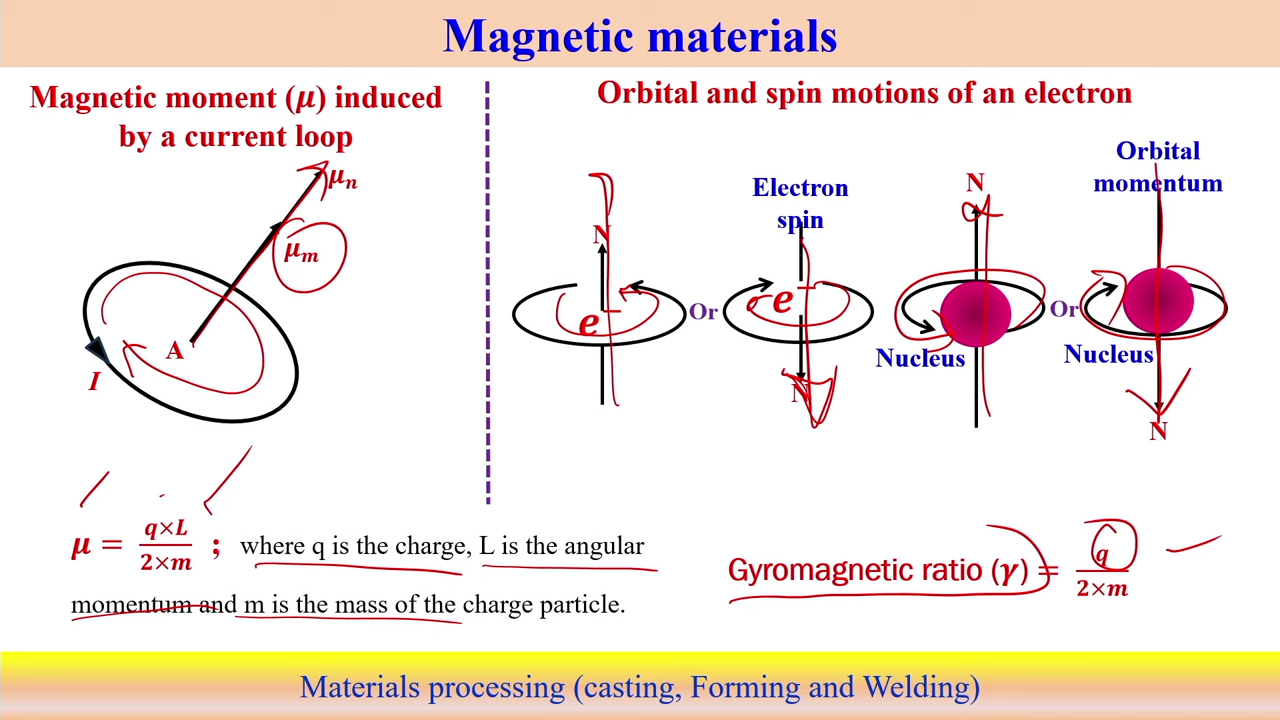 Magnetic materials
Magnetic moment (μ) induced
by a current loop
μn
μm
A
I
μ = q×L / 2×m ; where q is the charge, L is the angular
momentum and m is the mass of the charge particle.
Orbital and spin motions of an electron
N
e−
Or
Electron
spin
e−
N
N
Nucleus
Or
Orbital
momentum
Nucleus
N
Gyromagnetic ratio (γ) = q / 2×m
Materials processing (casting, Forming and Welding)